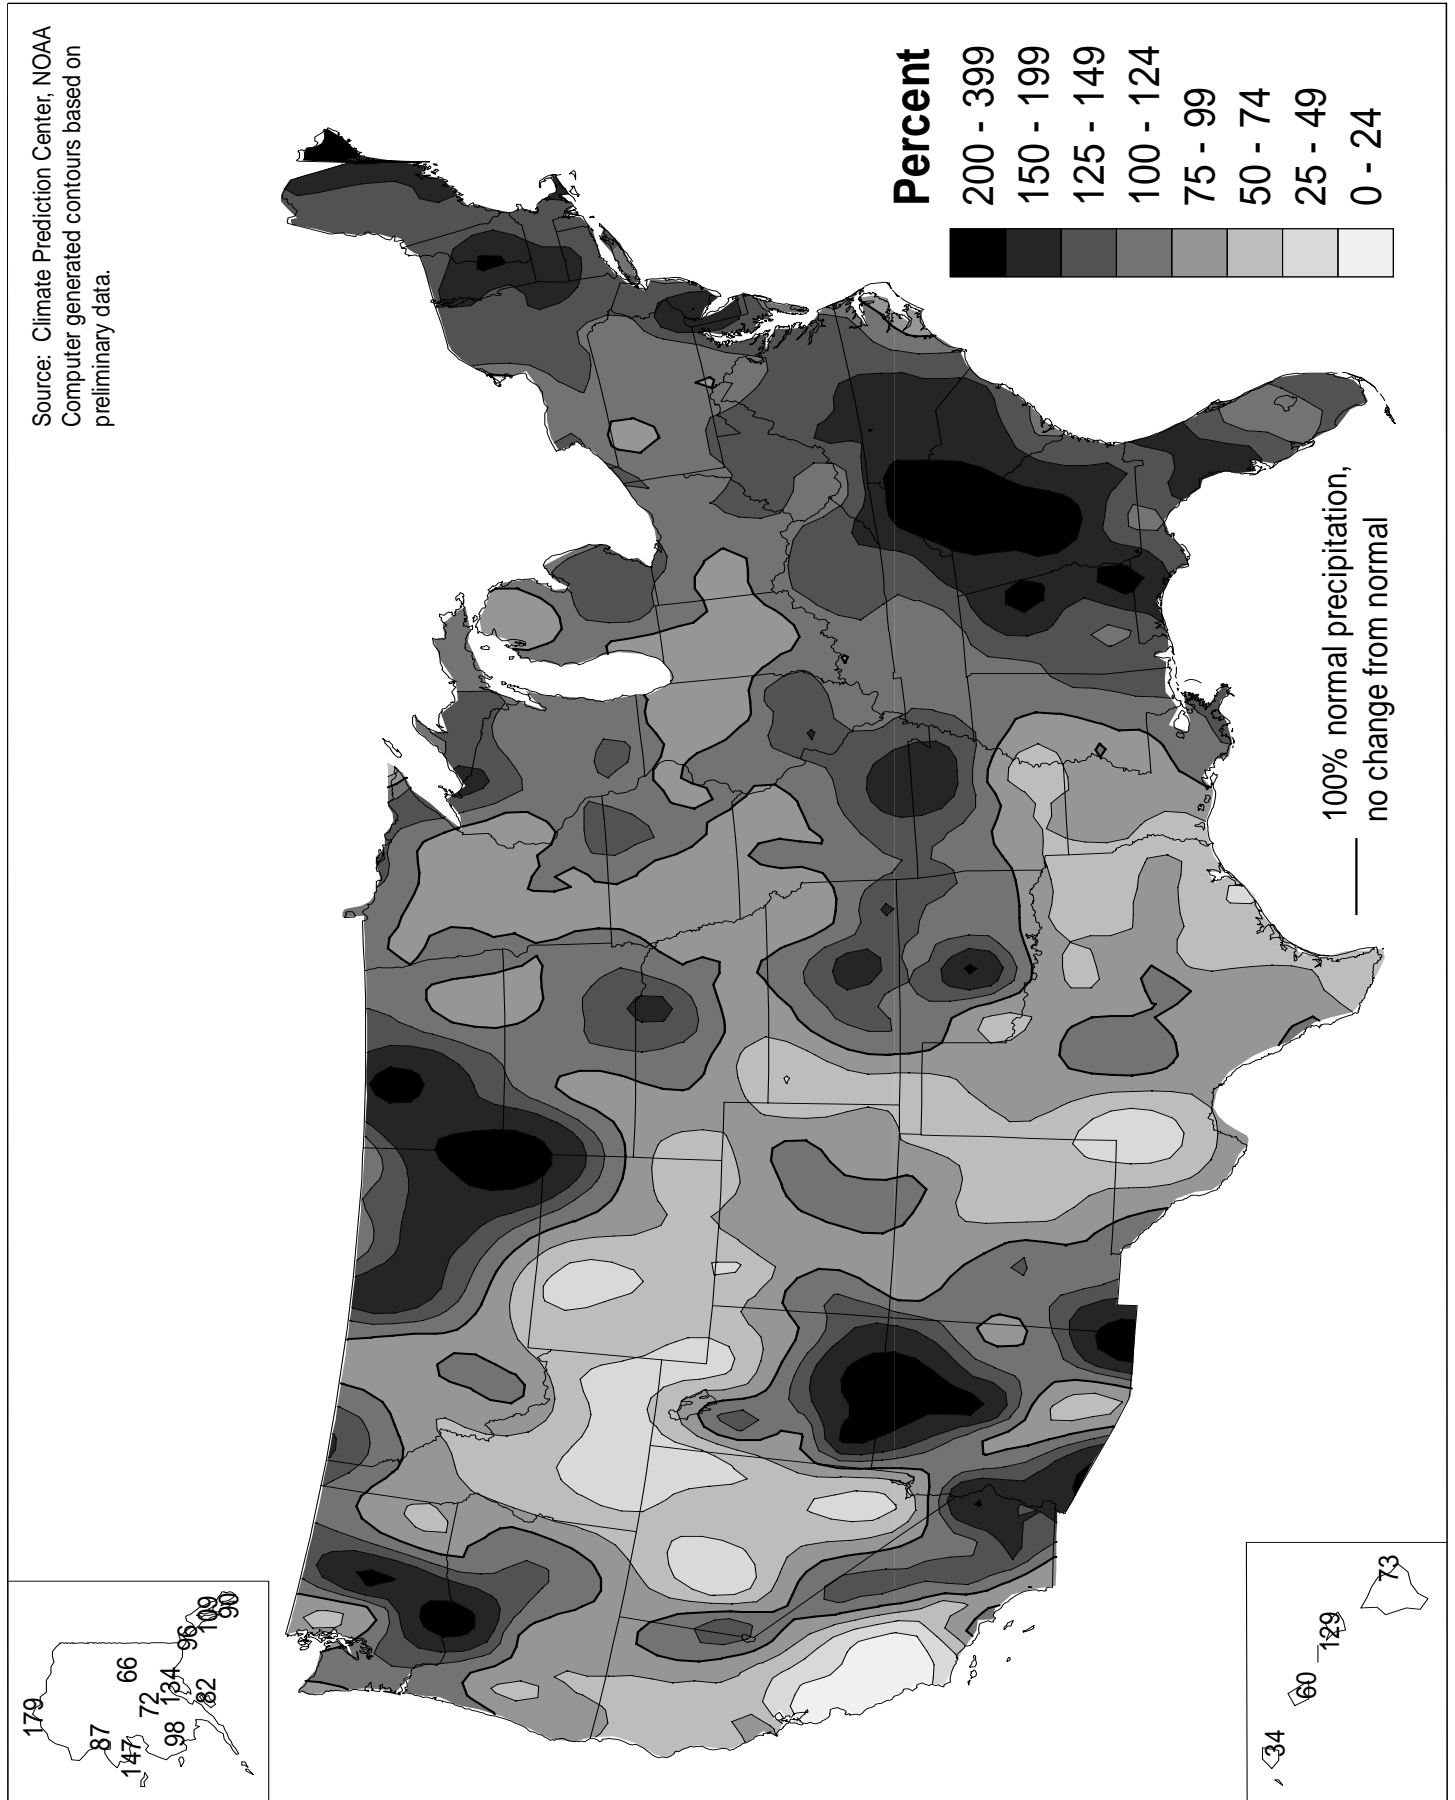 Source: Climate Prediction Center, NOAA
Computer generated contours based on
preliminary data.
Percent
200 - 399
150 - 199
125 - 149
100 - 124
75 - 99
50 - 74
25 - 49
0 - 24
100% normal precipitation,
no change from normal
179
87
147
66
72
98
134
82
96
109
90
34
60
129
73